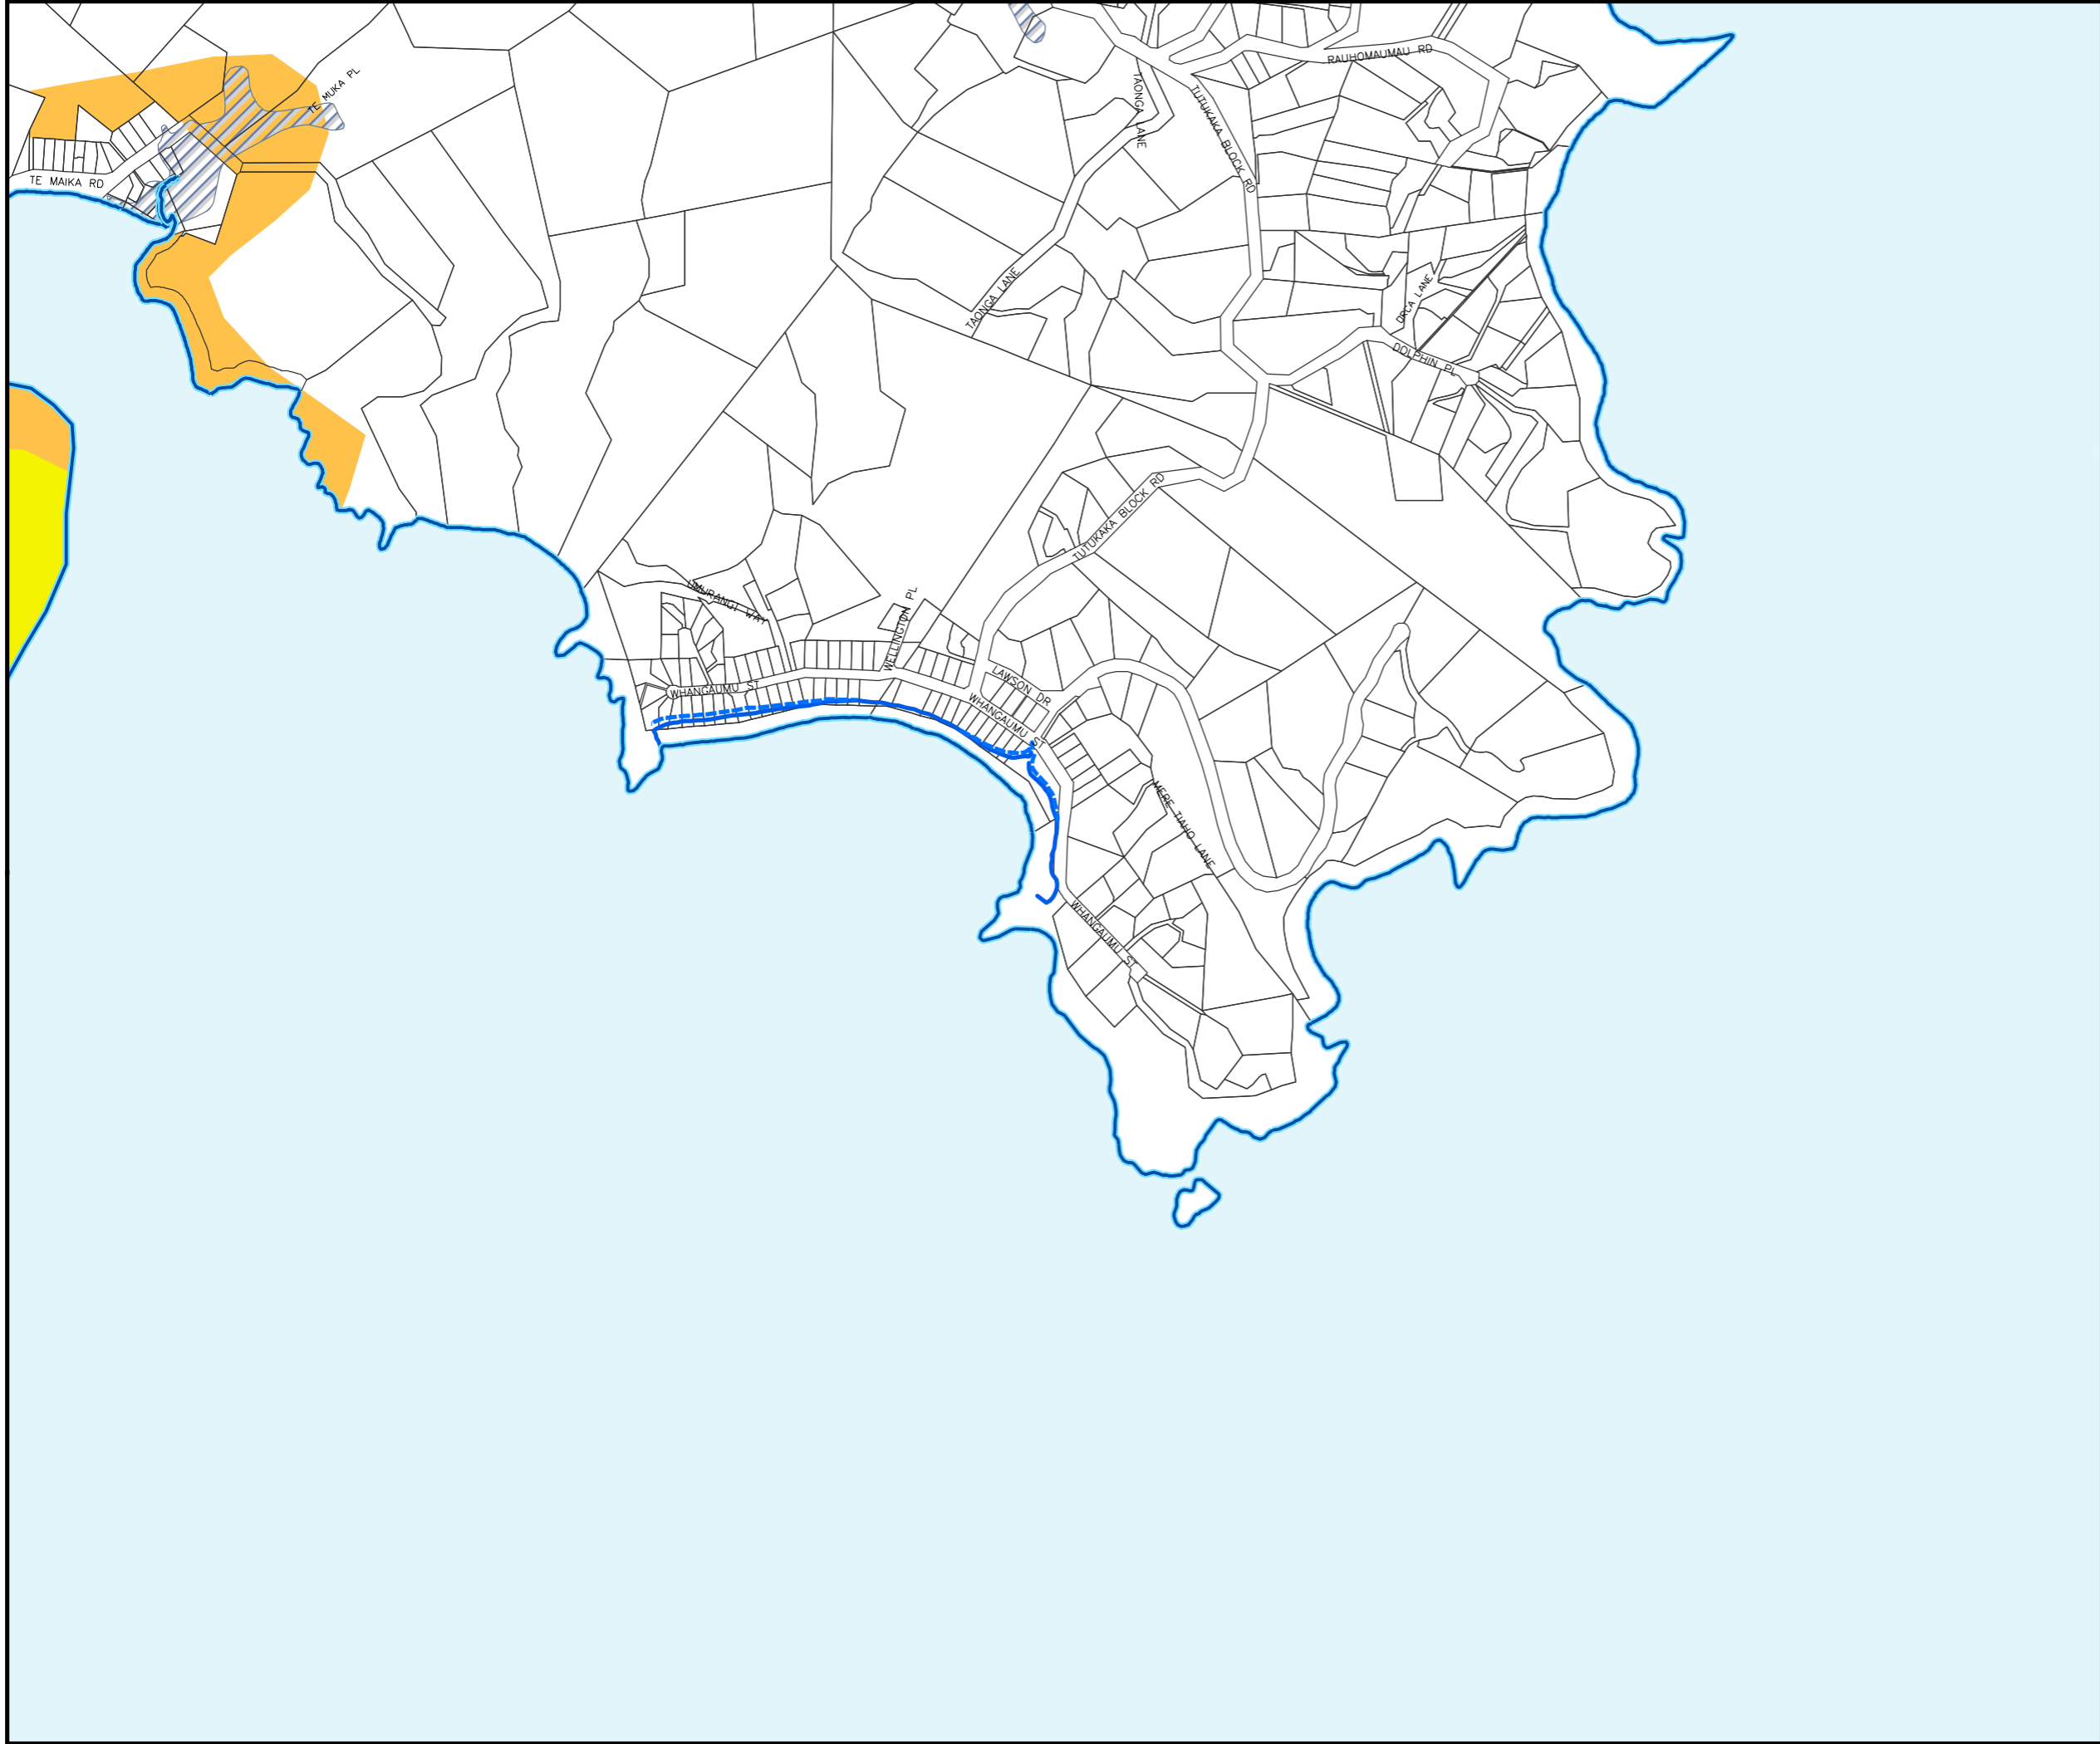 RAUHOMAUMAU RD
TE MUKA PL
TAONGA LANE
TUTUKAKA BLOCK RD
TE MAIKA RD
TAONGA LANE
ORCA LANE
DOLPHIN PL
TUTUKAKA BLOCK RD
WAY
WELLINGTON PL
LAWSON DR
WHANGAUMU ST
WHANGAUMU ST
MERE TIAHO LANE
WHANGAUMU ST